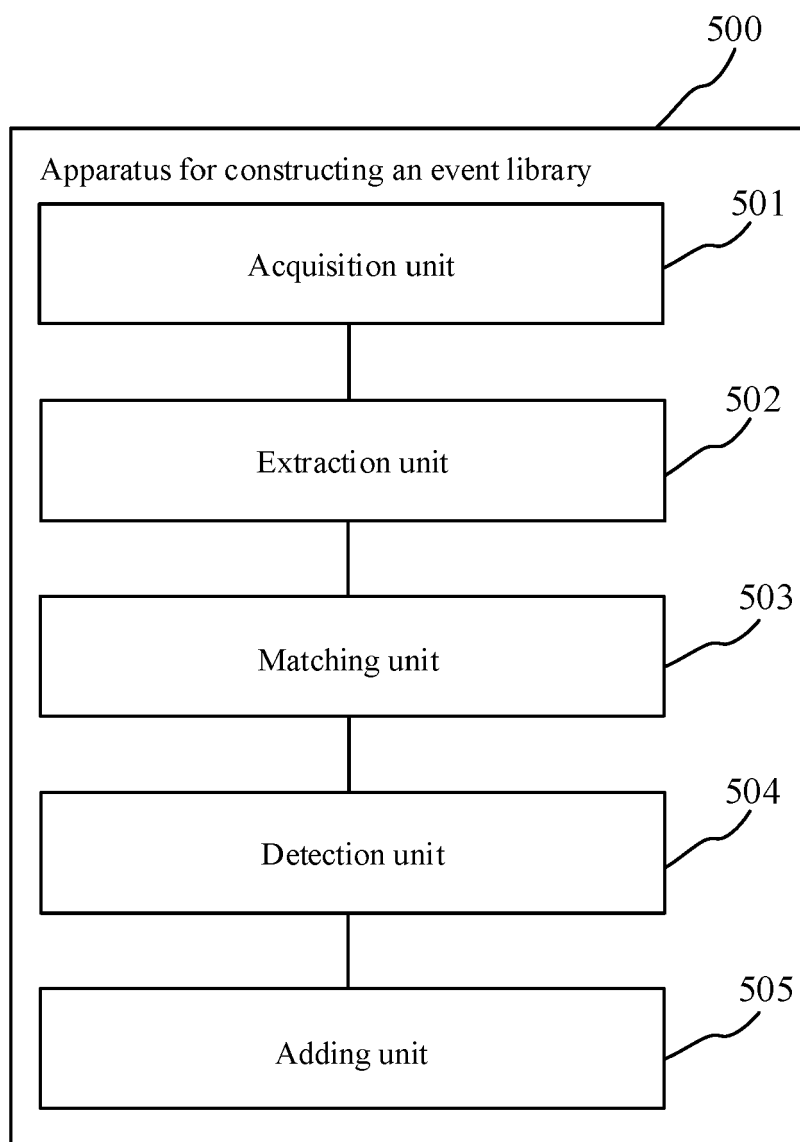 500
Apparatus for constructing an event library
501
Acquisition unit
502
Extraction unit
503
Matching unit
504
Detection unit
505
Adding unit